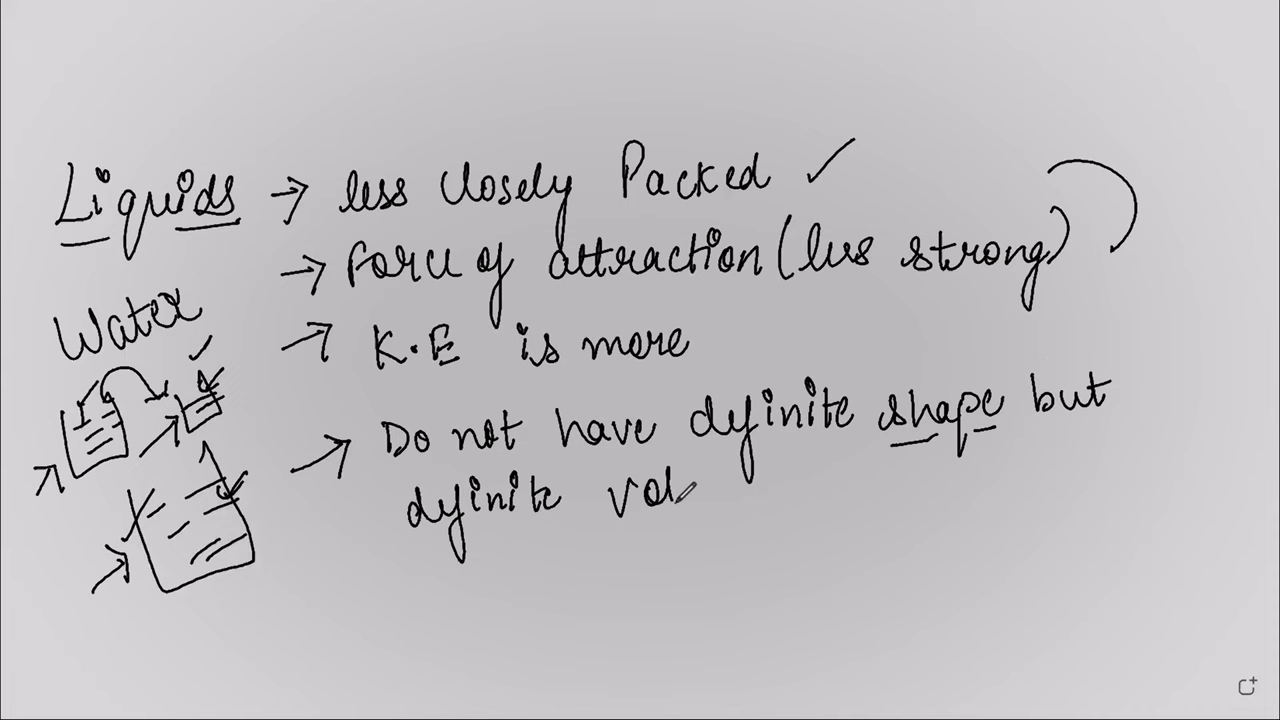 Liquids → less closely Packed ✓
→ force of attraction (less strong)
Water
→ K.E is more
→ Do not have definite shape but
definite vol